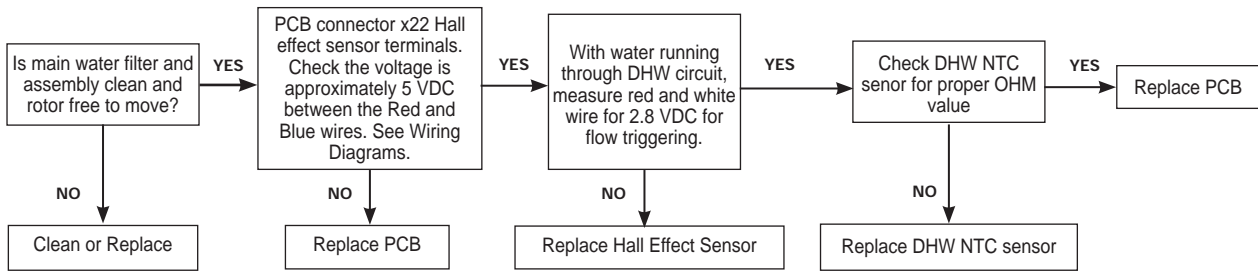 Is main water filter and
assembly clean and
rotor free to move?
YES
NO
Clean or Replace
PCB connector x22 Hall
effect sensor terminals.
Check the voltage is
approximately 5 VDC
between the Red and
Blue wires. See Wiring
Diagrams.
YES
NO
Replace PCB
With water running
through DHW circuit,
measure red and white
wire for 2.8 VDC for
flow triggering.
YES
NO
Replace Hall Effect Sensor
Check DHW NTC
senor for proper OHM
value
YES
NO
Replace DHW NTC sensor
Replace PCB